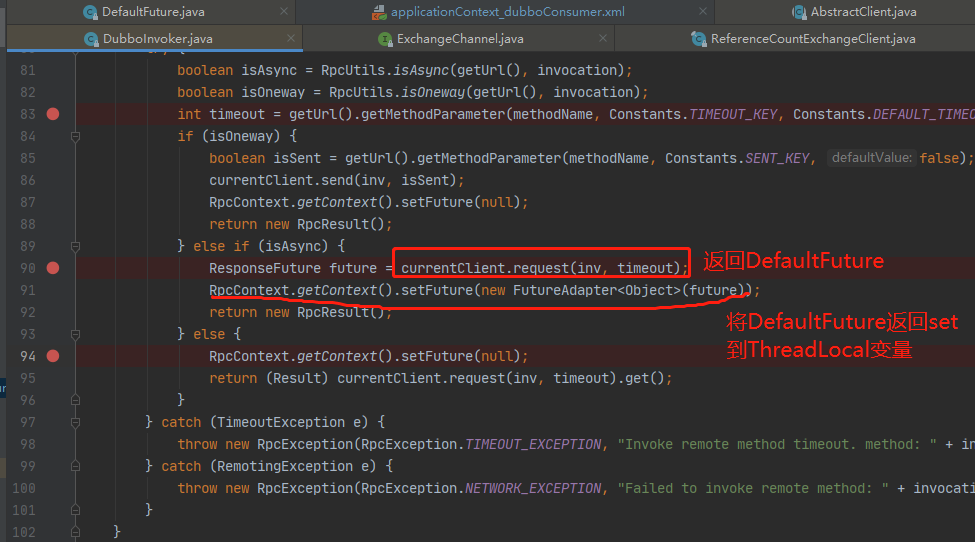 DefaultFuture.java applicationContext_dubboConsumer.xml AbstractClient.java
DubboInvoker.java ExchangeChannel.java ReferenceCountExchangeClient.java
81 boolean isAsync = RpcUtils.isAsync(getUrl(), invocation);
82 boolean isOneway = RpcUtils.isOneway(getUrl(), invocation);
83 int timeout = getUrl().getMethodParameter(methodName, Constants.TIMEOUT_KEY, Constants.DEFAULT_TIMEO
84 if (isOneway) {
85 boolean isSent = getUrl().getMethodParameter(methodName, Constants.SENT_KEY, defaultValue: false);
86 currentClient.send(inv, isSent);
87 RpcContext.getContext().setFuture(null);
88 return new RpcResult();
89 } else if (isAsync) {
90 ResponseFuture future = currentClient.request(inv, timeout); 返回DefaultFuture
91 RpcContext.getContext().setFuture(new FutureAdapter<Object>(future));
将DefaultFuture返回set
92 return new RpcResult();
到ThreadLocal变量
93 } else {
94 RpcContext.getContext().setFuture(null);
95 return (Result) currentClient.request(inv, timeout).get();
96 }
97 } catch (TimeoutException e) {
98 throw new RpcException(RpcException.TIMEOUT_EXCEPTION, "Invoke remote method timeout. method: " + in
99 } catch (RemotingException e) {
100 throw new RpcException(RpcException.NETWORK_EXCEPTION, "Failed to invoke remote method: " + invocati
101 }
102 }